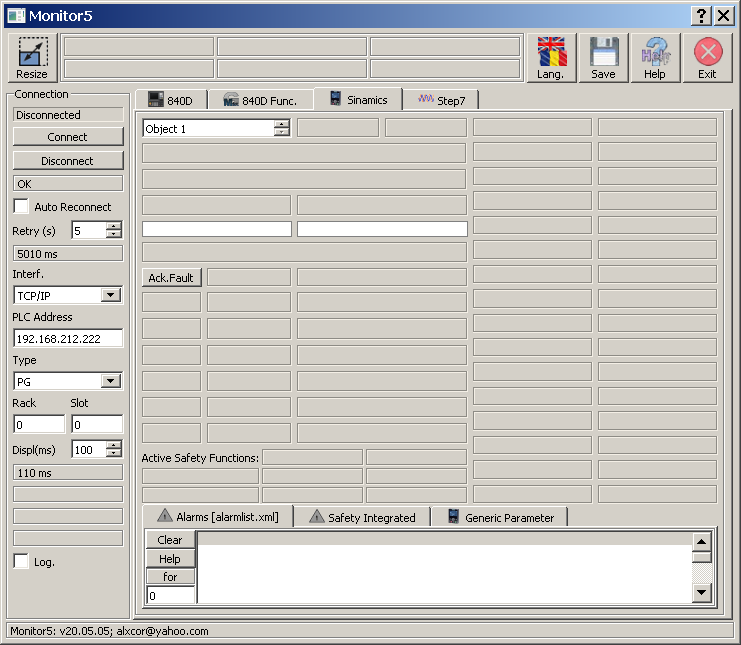 Monitor5
Resize
Lang.
Save
Help
Help
Exit
Connection
Disconnected
Connect
Disconnect
OK
Auto Reconnect
Retry (s)
5
5010 ms
Interf.
TCP/IP
PLC Address
192.168.212.222
Type
PG
Rack
Slot
0
0
Displ(ms)
100
110 ms
Log.
840D
840D Func.
Sinamics
Step7
Object 1
Ack.Fault
Active Safety Functions:
Alarms [alarmlist.xml]
Safety Integrated
Generic Parameter
Clear
Help
for
0
Monitor5: v20.05.05; alxcor@yahoo.com